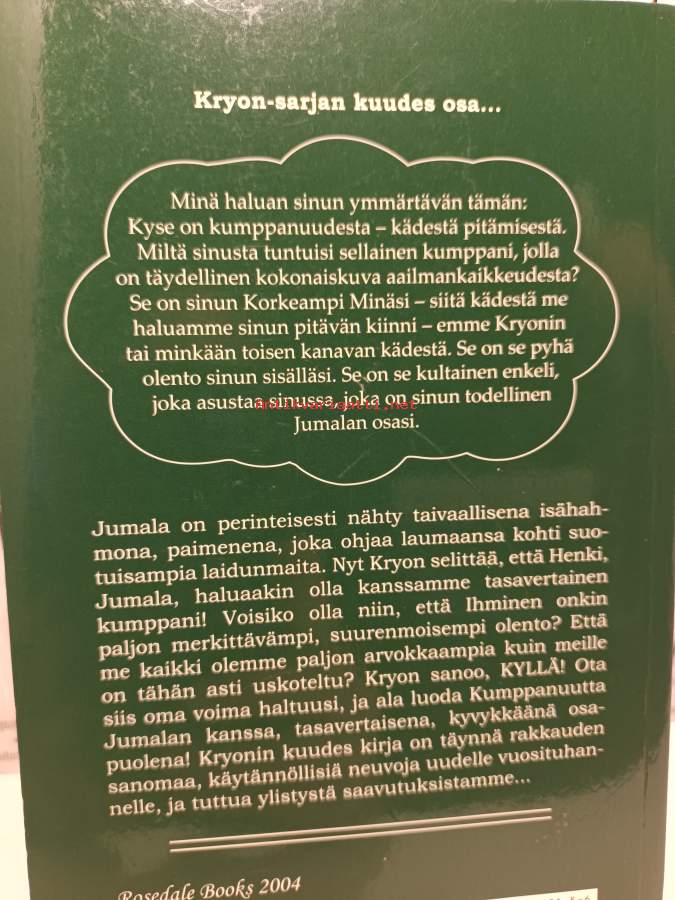 Kryon-sarjan kuudes osa...
Minä haluan sinun ymmärtävän tämän:
Kyse on kumppanuudesta – kädestä pitämisestä.
Miltä sinusta tuntuisi sellainen kumppani, jolla
on täydellinen kokonaiskuva aailmankaikkeudesta?
Se on sinun Korkeampi Minäsi – siitä kädestä me
haluamme sinun pitävän kiinni – emme Kryonin
tai minkään toisen kanavan kädestä. Se on se pyhä
olento sinun sisälläsi. Se on se kultainen enkeli,
joka asustaa sinussa, joka on sinun todellinen
antikvariaatti.net
Jumalan osasi.
Jumala on perinteisesti nähty taivaallisena isähah-
mona, paimenena, joka ohjaa laumaansa kohti suo-
tuisampia laidunmaita. Nyt Kryon selittää, että Henki,
Jumala, haluaakin olla kanssamme tasavertainen
kumppani! Voisiko olla niin, että Ihminen onkin
paljon merkittävämpi, suurenmoisempi olento? Että
me kaikki olemme paljon arvokkaampia kuin meille
on tähän asti uskoteltu? Kryon sanoo, KYLLÄ! Ota
siis oma voima haltuusi, ja ala luoda Kumppanuutta
Jumalan kanssa, tasavertaisena, kyvykkäänä osa-
puolena! Kryonin kuudes kirja on täynnä rakkauden
sanomaa, käytännöllisiä neuvoja uudelle vuosituhan-
nelle, ja tuttua ylistystä saavutuksistamme...
Rosedale Books 2004